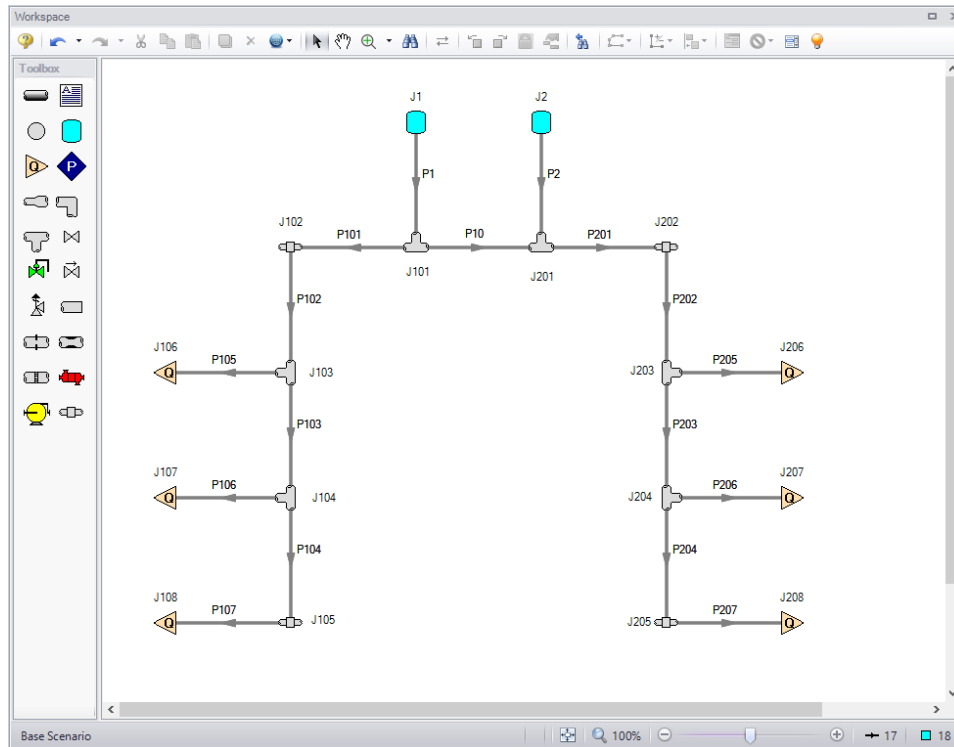 Workspace
Toolbox
A
Q
P
J1
J2
P1
P2
J102
P101
P10
P201
J202
J101
J201
P102
P202
J106
P105
J103
J203
P205
J206
Q
Q
P103
P203
J107
P106
J104
J204
P206
J207
Q
Q
P104
P204
J108
P107
J105
J205
P207
J208
Q
Q
Base Scenario
100%
17
18